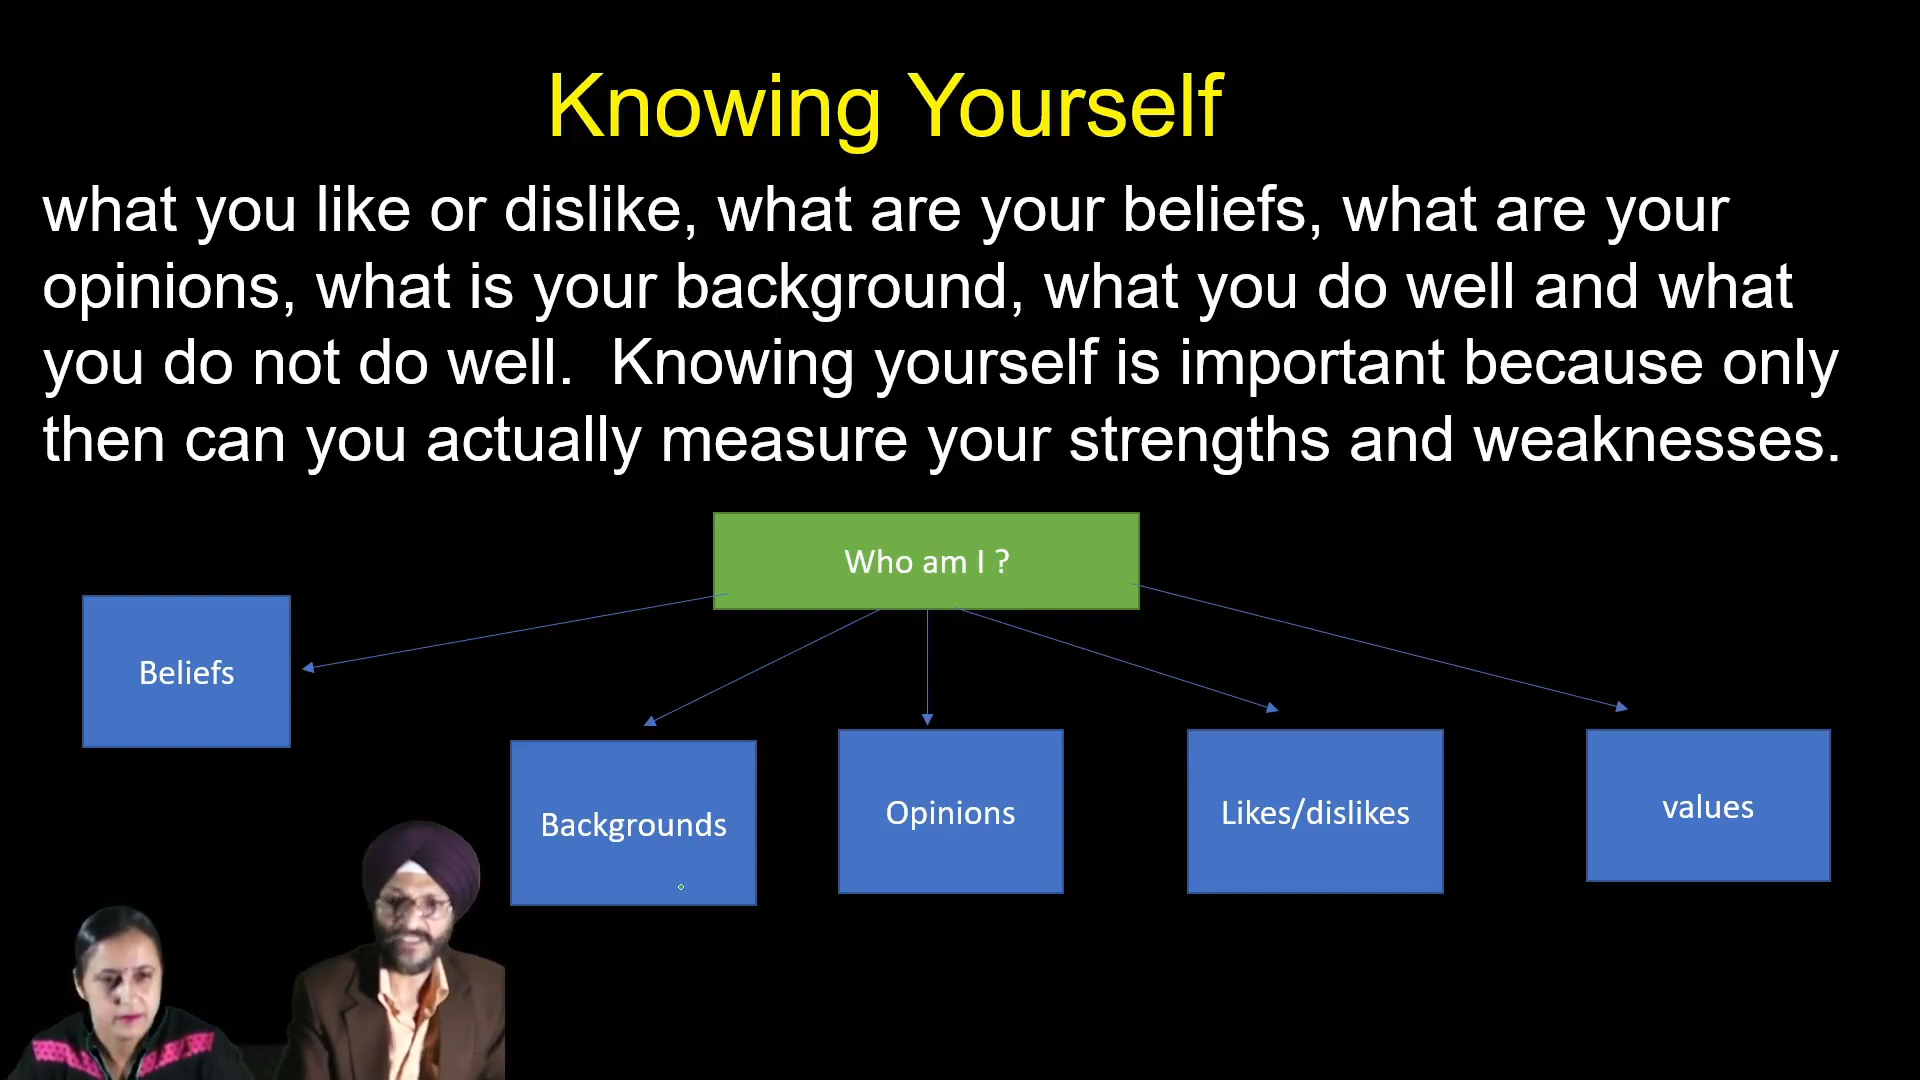 Knowing Yourself
what you like or dislike, what are your beliefs, what are your
opinions, what is your background, what you do well and what
you do not do well.  Knowing yourself is important because only
then can you actually measure your strengths and weaknesses.
Who am I ?
Beliefs
Backgrounds
Opinions
Likes/dislikes
values